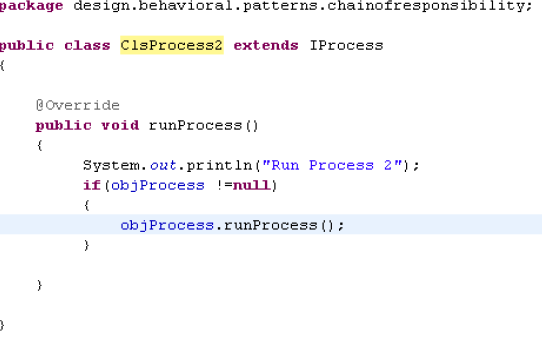 package design.behavioral.patterns.chainofresponsibility;
public class ClsProcess2 extends IProcess
{
@Override
public void runProcess()
{
System.out.println("Run Process 2");
if(objProcess !=null)
{
objProcess.runProcess();
}
}
}